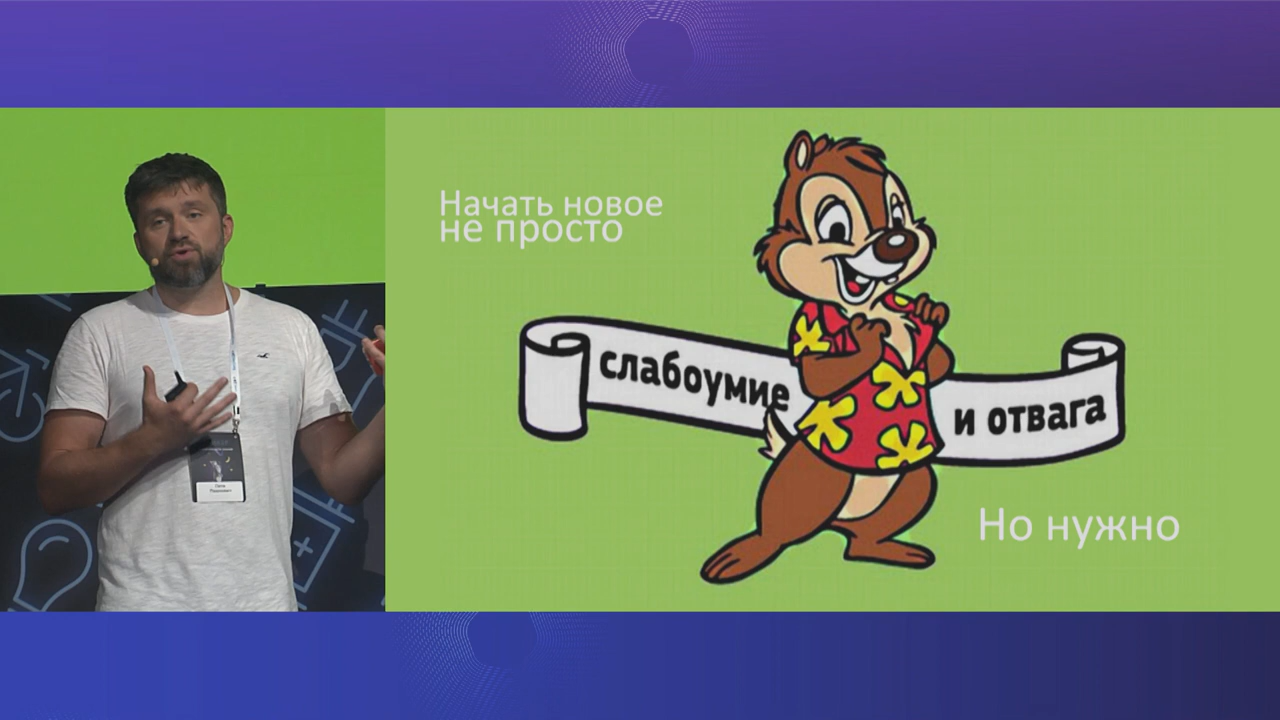 Начать новое
не просто
слабоумие
и отвага
Но нужно